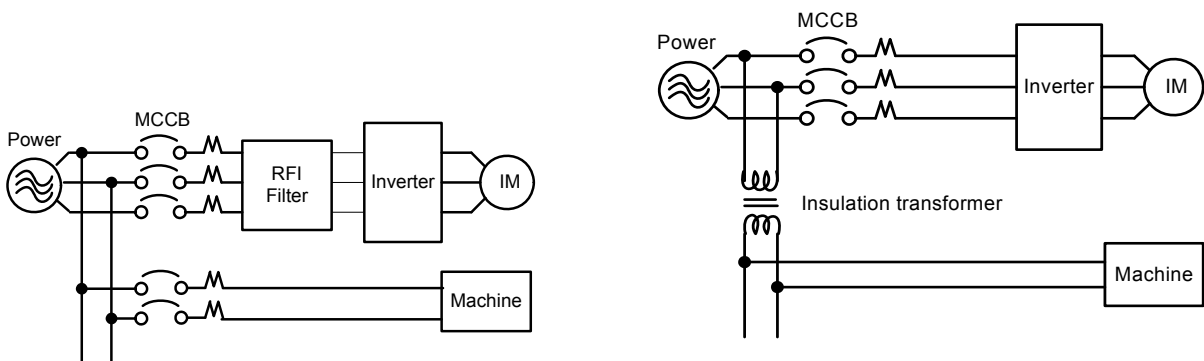 Power
MCCB
RFI
Filter
Inverter
IM
Machine
Power
MCCB
Inverter
IM
Insulation transformer
Machine